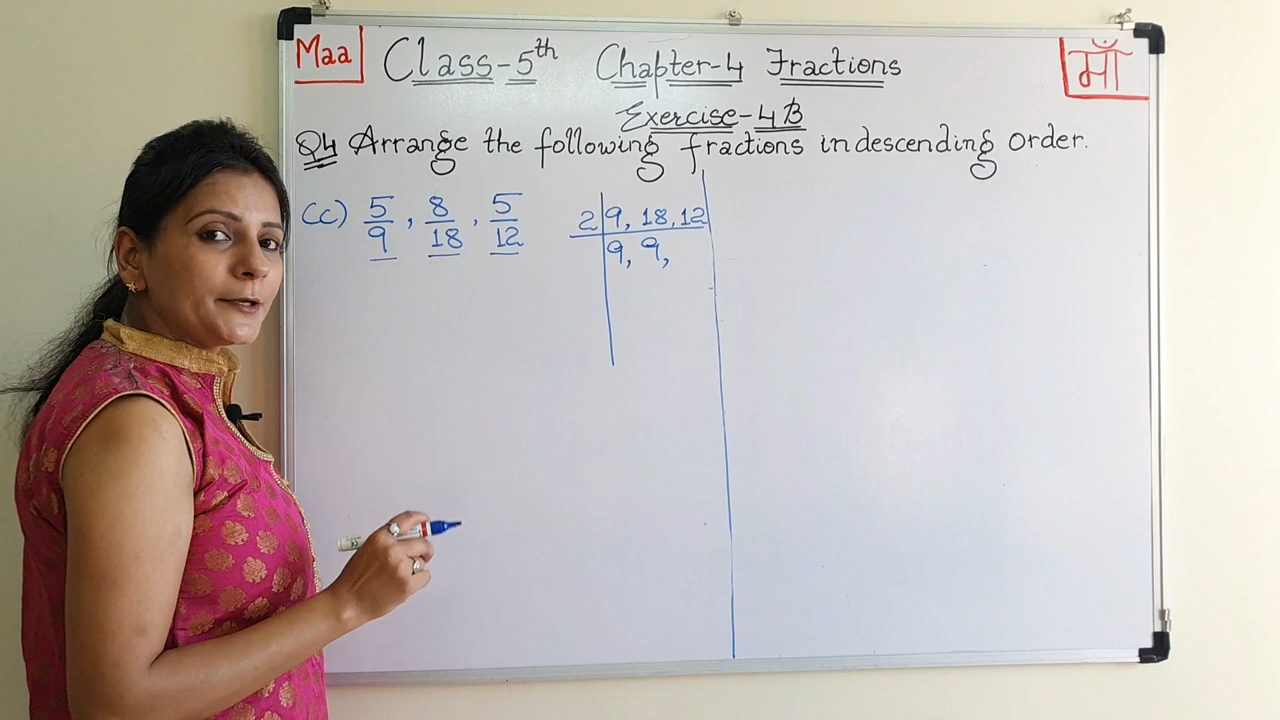 Maa Class-5th Chapter-4 Fractions माँ
Exercise-4B
Q4 Arrange the following fractions in descending order.
(c) 5/9, 8/18, 5/12
2 | 9, 18, 12
9, 9,